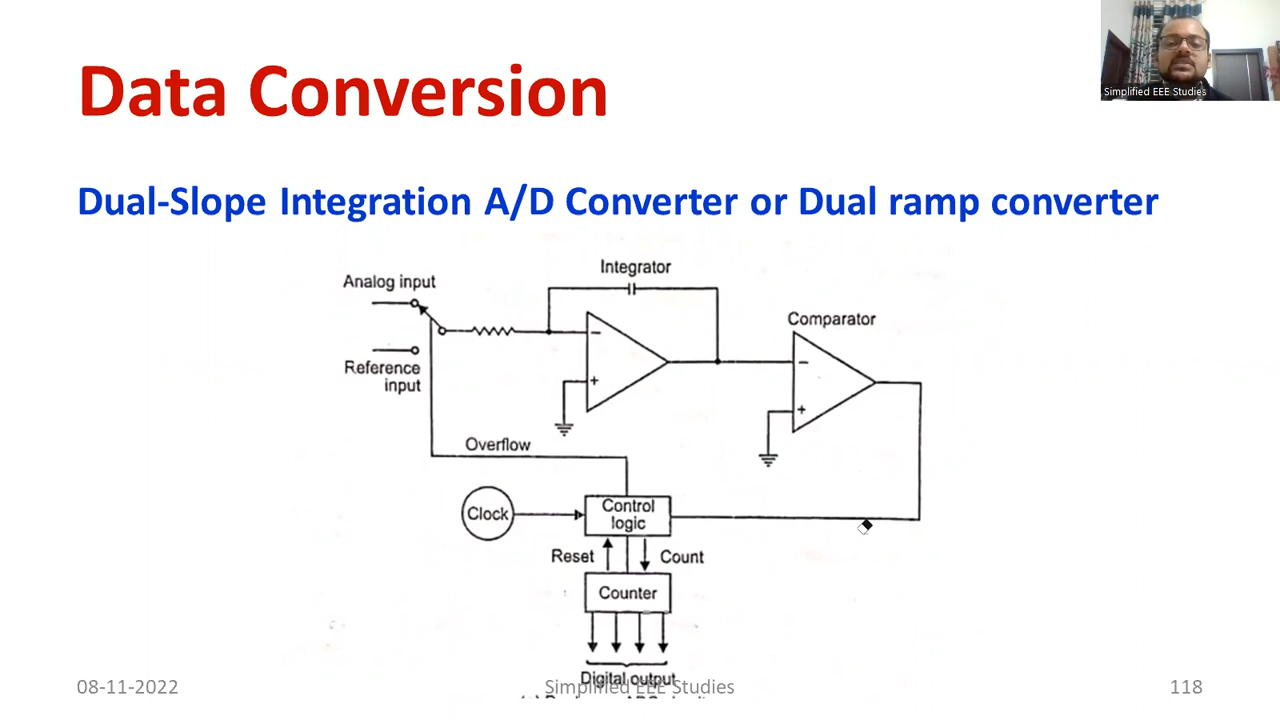 Data Conversion
Simplified EEE Studies
Dual-Slope Integration A/D Converter or Dual ramp converter
Integrator
Analog input
Comparator
Reference
input
−
+
−
+
Overflow
Clock
Control
logic
Reset
Count
Counter
Digital output
08-11-2022
Simplified EEE Studies
118